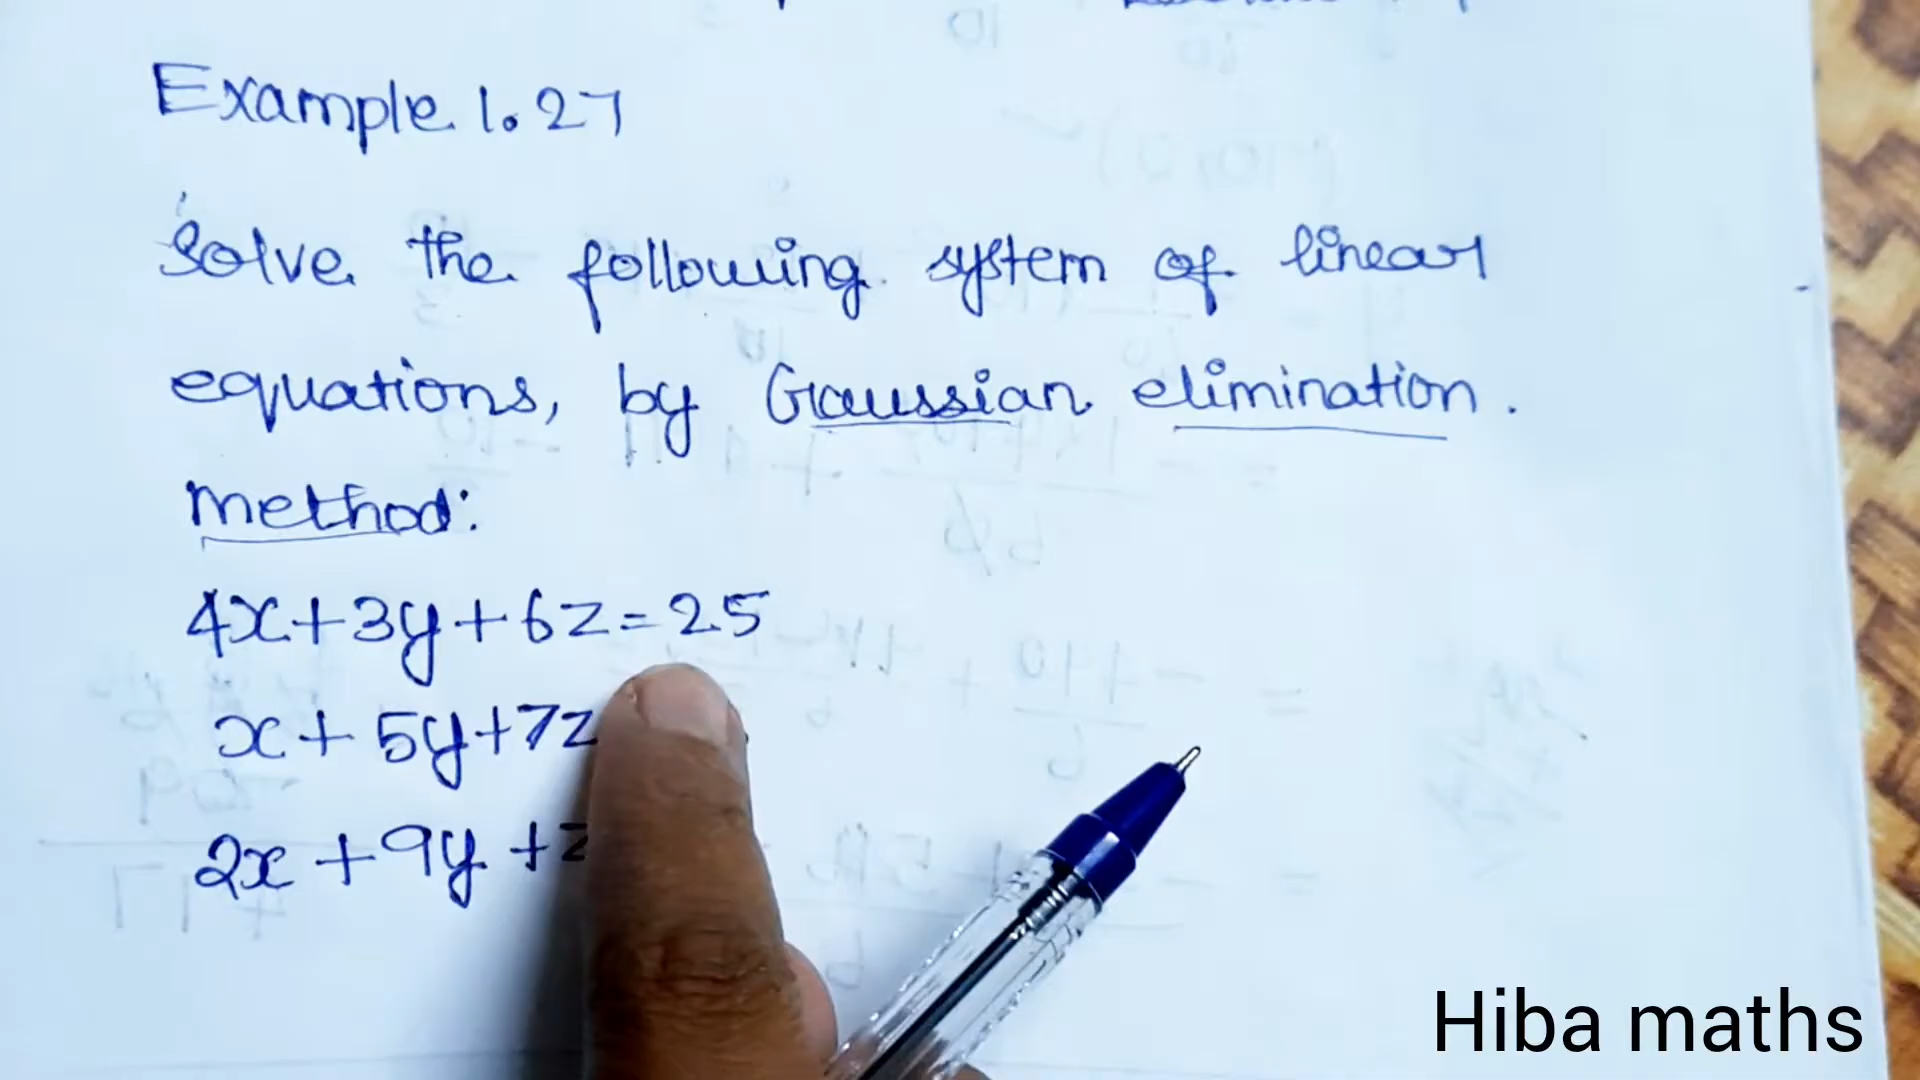 Example 1.27
Solve the following system of linear
equations, by Gaussian elimination.
method:
4x+3y+6z=25
x+5y+7z
2x+9y+z
Hiba maths